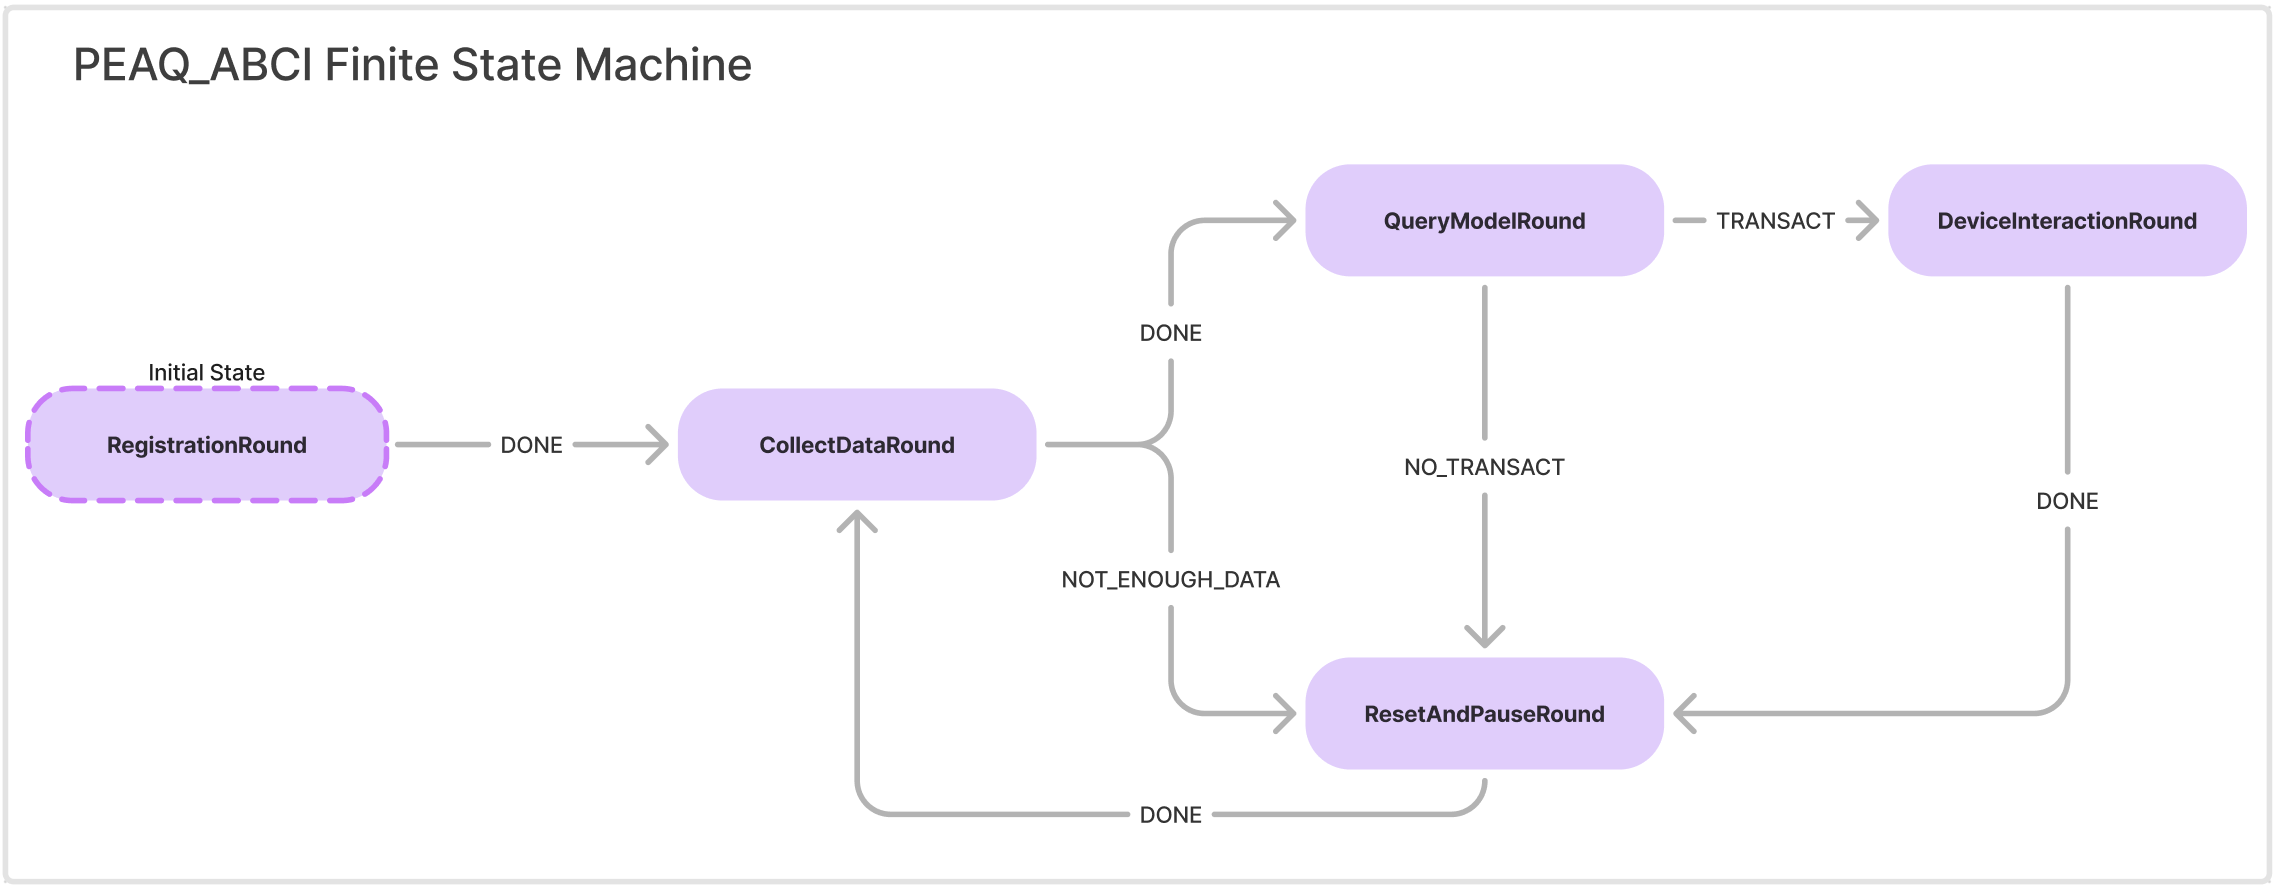 PEAQ_ABCI Finite State Machine
QueryModelRound
TRANSACT
DeviceInteractionRound
DONE
Initial State
RegistrationRound
DONE
CollectDataRound
NO_TRANSACT
DONE
NOT_ENOUGH_DATA
ResetAndPauseRound
DONE